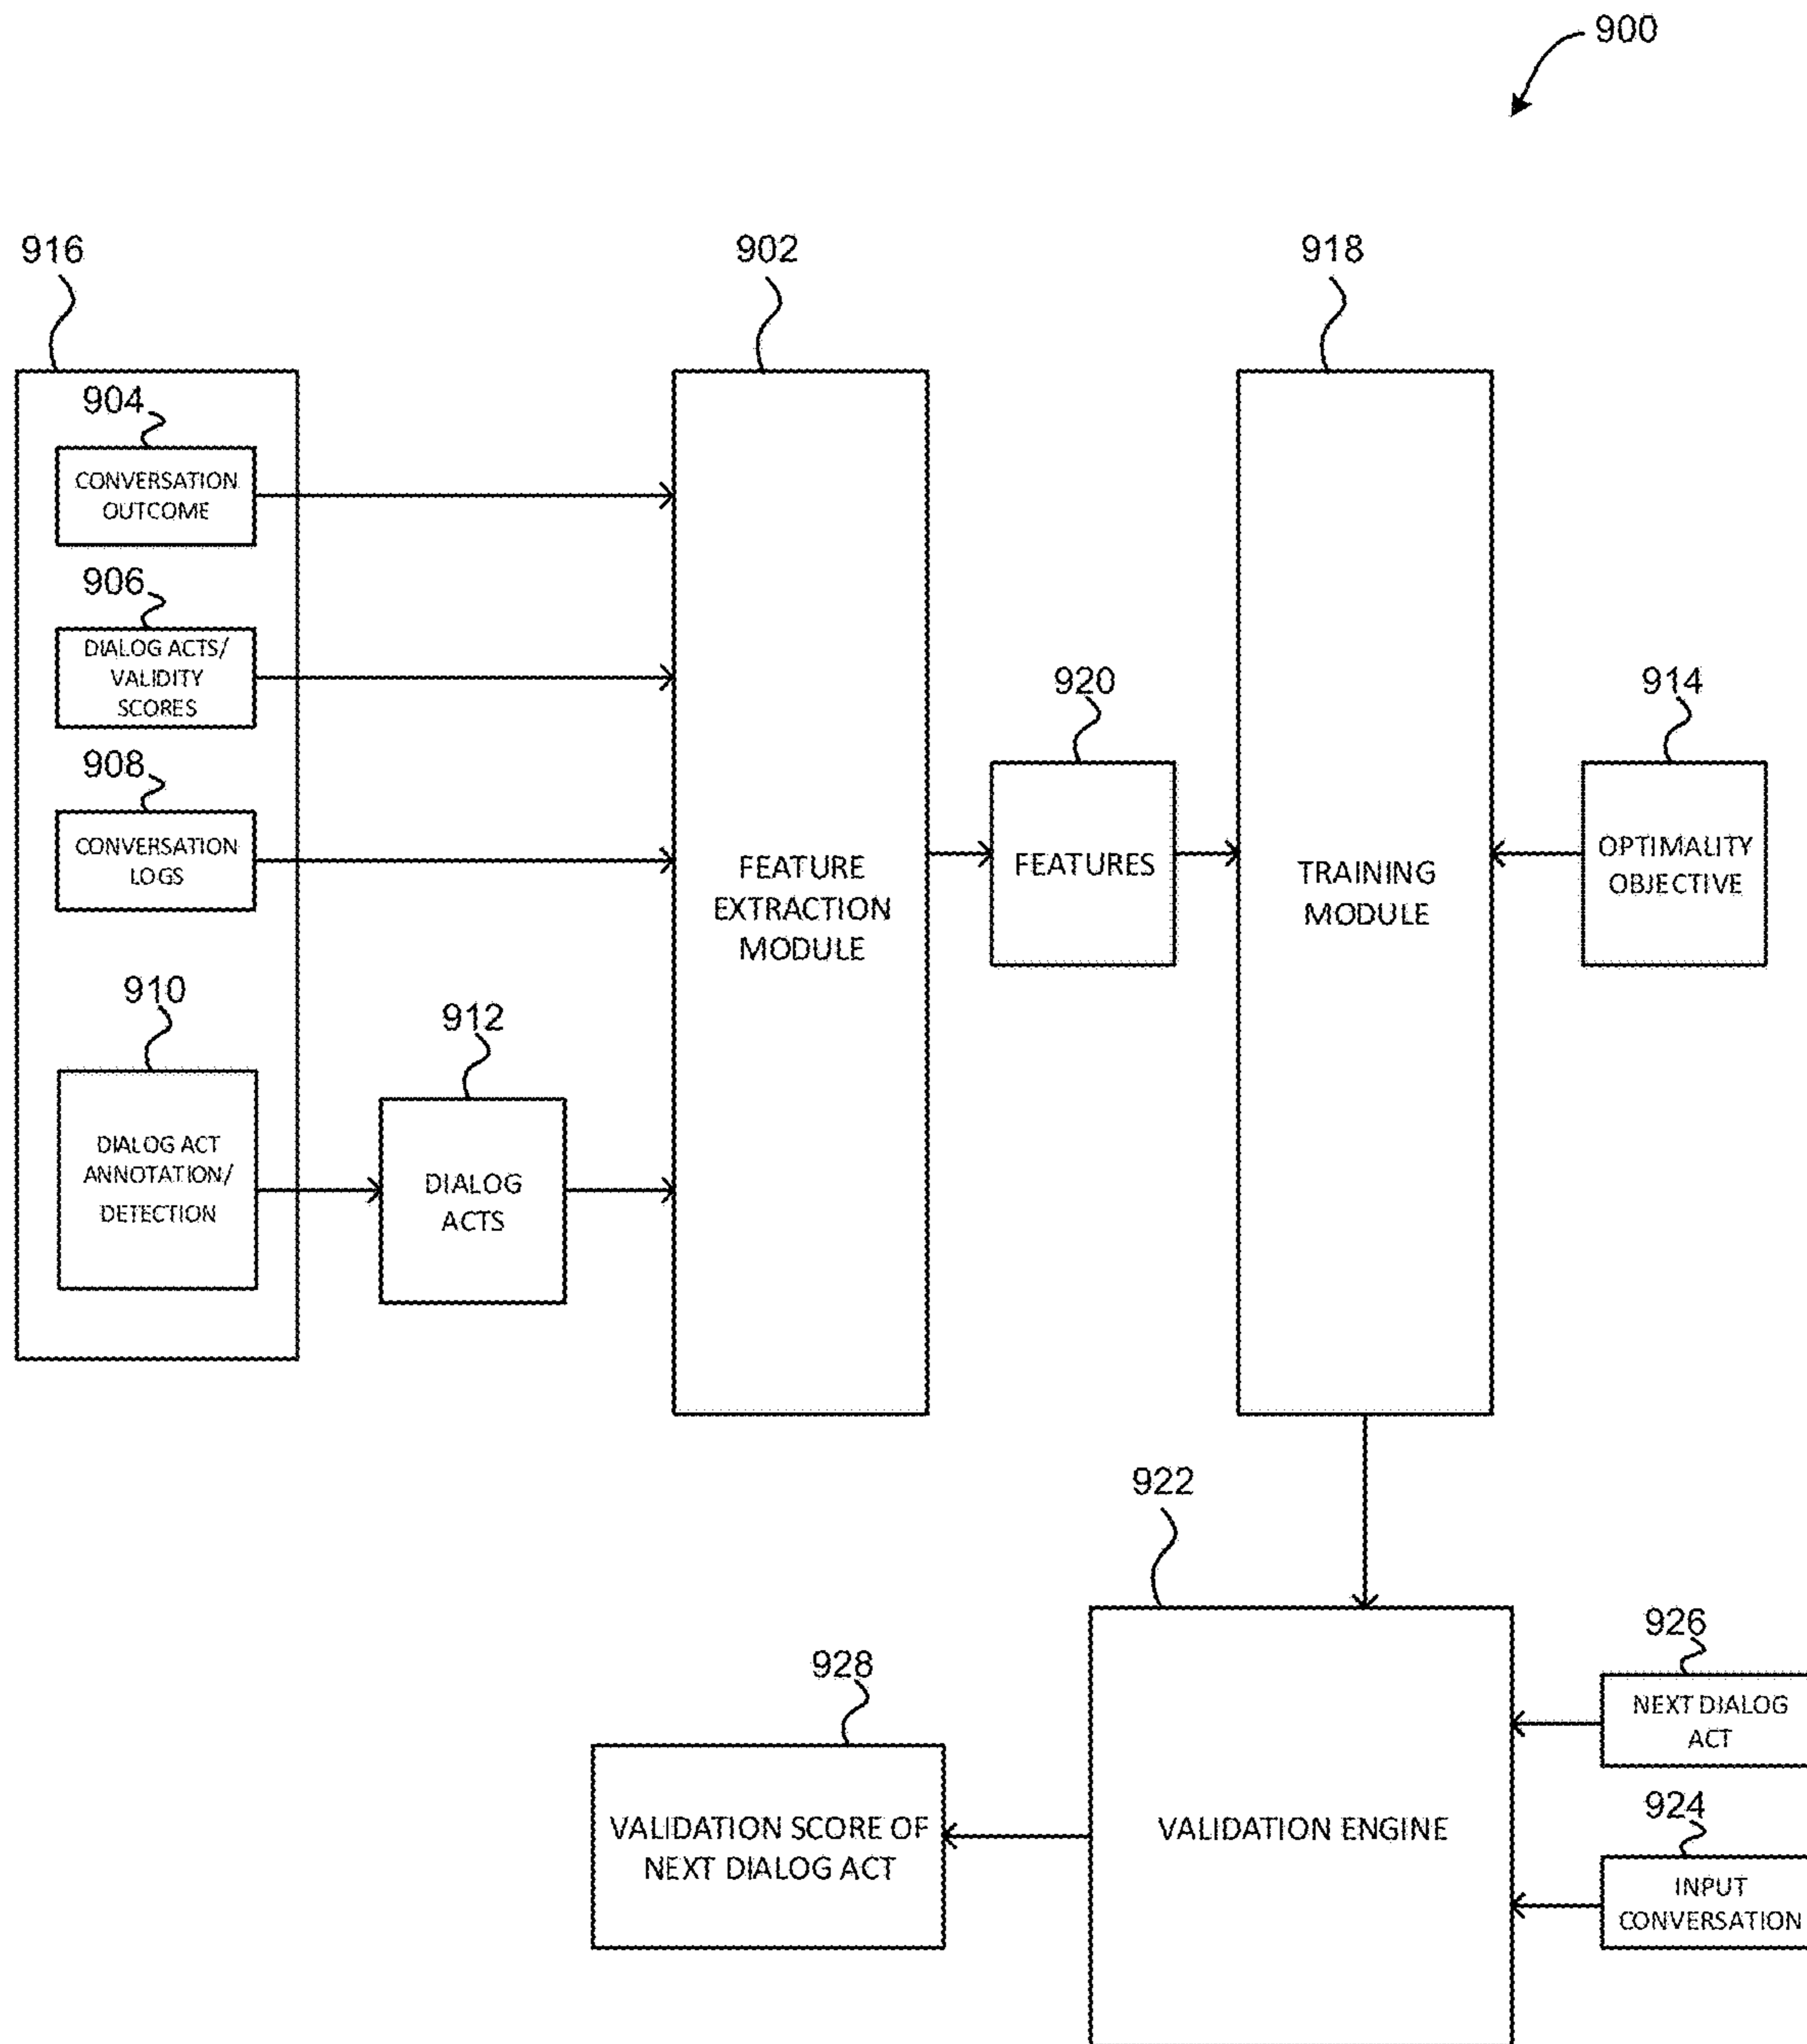 900
916
902
918
904
CONVERSATION
OUTCOME
906
DIALOG ACTS/
VALIDITY
SCORES
908
CONVERSATION
LOGS
910
DIALOG ACT
ANNOTATION/
DETECTION
912
DIALOG
ACTS
FEATURE
EXTRACTION
MODULE
920
FEATURES
TRAINING
MODULE
914
OPTIMALITY
OBJECTIVE
922
VALIDATION ENGINE
926
NEXT DIALOG
ACT
924
INPUT
CONVERSATION
928
VALIDATION SCORE OF
NEXT DIALOG ACT